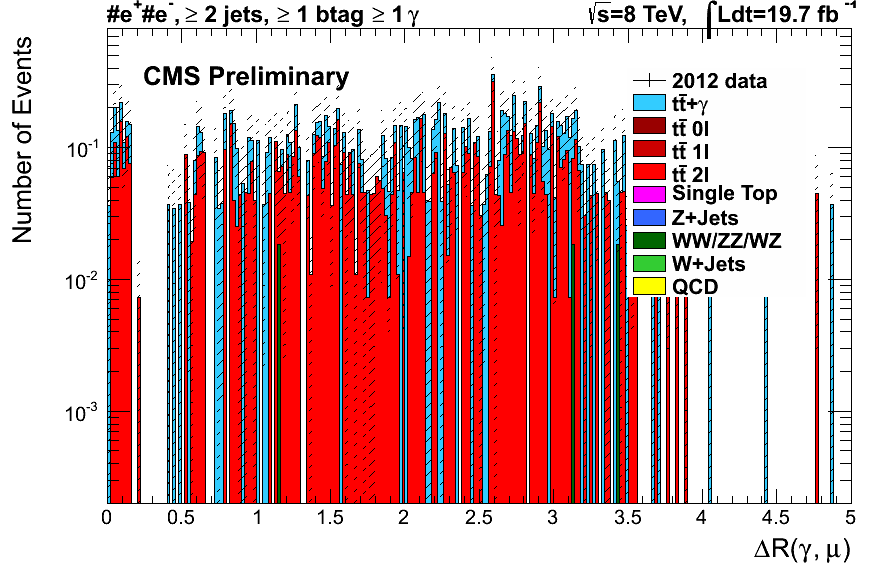 #e⁺#e⁻, ≥ 2 jets, ≥ 1 btag ≥ 1 γ
√s=8 TeV, ∫Ldt=19.7 fb⁻¹
CMS Preliminary
2012 data
tt̄+γ
tt̄ 0l
tt̄ 1l
tt̄ 2l
Single Top
Z+Jets
WW/ZZ/WZ
W+Jets
QCD
Number of Events
10⁻¹
10⁻²
10⁻³
0 0.5 1 1.5 2 2.5 3 3.5 4 4.5 5
ΔR(γ, μ)